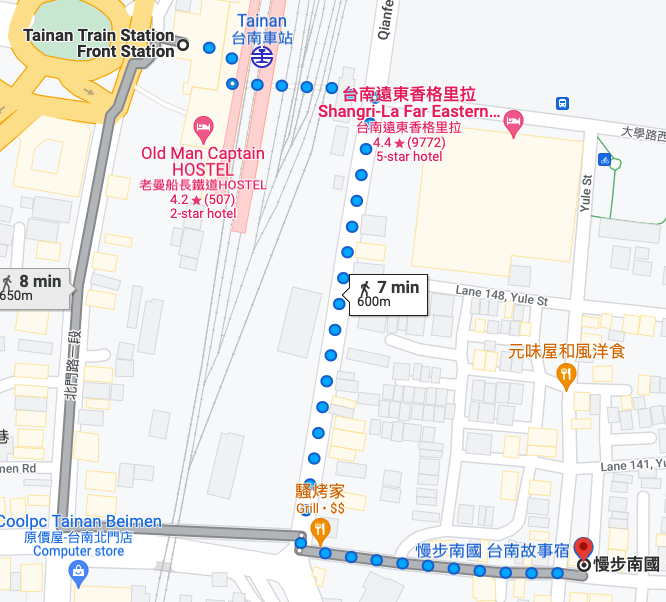 Tainan Train Station
Front Station
Tainan
台南車站
Qianfe
台南遠東香格里拉
Shangri-La Far Eastern…
台南遠東香格里拉
4.4★(9772)
5-star hotel
大學路西
Old Man Captain
HOSTEL
老曼船長鐵道HOSTEL
4.2★(507)
2-star hotel
Yule St
8 min
650m
7 min
600m
Lane 148, Yule St
北門路二段
元味屋和風洋食
巷
men Rd
Lane 141, Yu
騷烤家
Grill • $$
Coolpc Tainan Beimen
原價屋-台南北門店
Computer store
慢步南國 台南故事宿
慢步南國